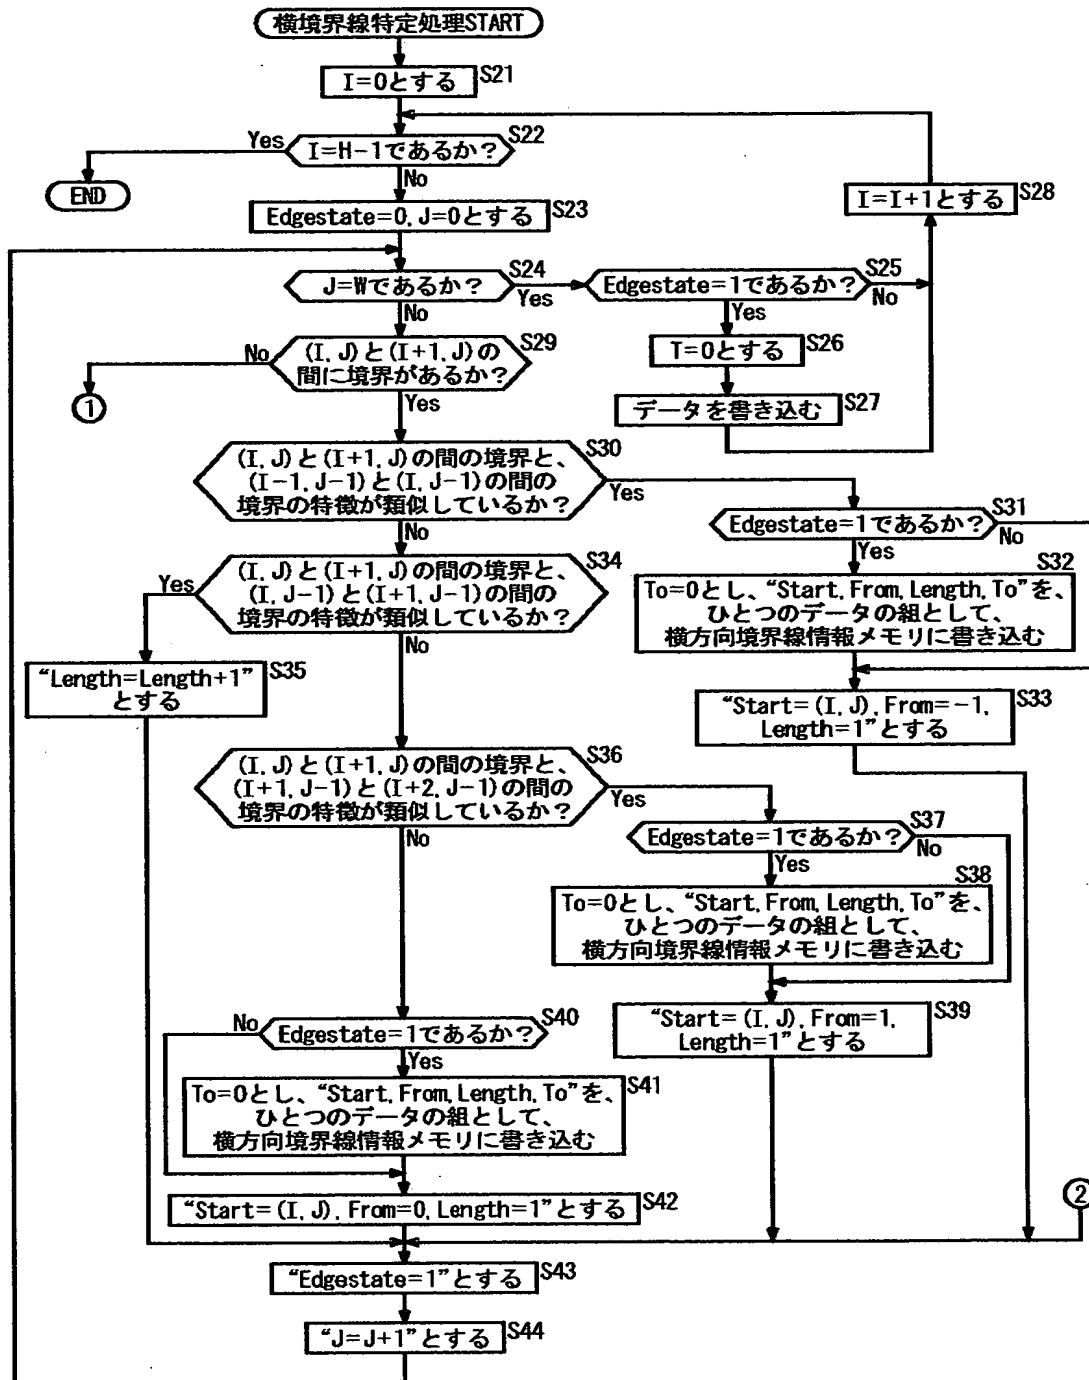 横境界線特定処理START
I=0とする
S21
I=H-1であるか?
S22
Yes
No
END
Edgestate=0, J=0とする
S23
I=I+1とする
S28
J=Wであるか?
S24
Yes
No
Edgestate=1であるか?
S25
No
Yes
T=0とする
S26
データを書き込む
S27
(I, J)と(I+1, J)の
間に境界があるか?
S29
No
Yes
①
(I, J)と(I+1, J)の間の境界と、
(I-1, J-1)と(I, J-1)の間の
境界の特徴が類似しているか?
S30
Yes
No
Edgestate=1であるか?
S31
No
Yes
To=0とし、“Start, From, Length, To”を、
ひとつのデータの組として、
横方向境界線情報メモリに書き込む
S32
“Start=(I, J), From=-1,
Length=1”とする
S33
(I, J)と(I+1, J)の間の境界と、
(I, J-1)と(I+1, J-1)の間の
境界の特徴が類似しているか?
S34
Yes
No
“Length=Length+1”
とする
S35
(I, J)と(I+1, J)の間の境界と、
(I+1, J-1)と(I+2, J-1)の間の
境界の特徴が類似しているか?
S36
Yes
No
Edgestate=1であるか?
S37
No
Yes
To=0とし、“Start, From, Length, To”を、
ひとつのデータの組として、
横方向境界線情報メモリに書き込む
S38
“Start=(I, J), From=1,
Length=1”とする
S39
Edgestate=1であるか?
S40
No
Yes
To=0とし、“Start, From, Length, To”を、
ひとつのデータの組として、
横方向境界線情報メモリに書き込む
S41
“Start=(I, J), From=0, Length=1”とする
S42
②
“Edgestate=1”とする
S43
“J=J+1”とする
S44